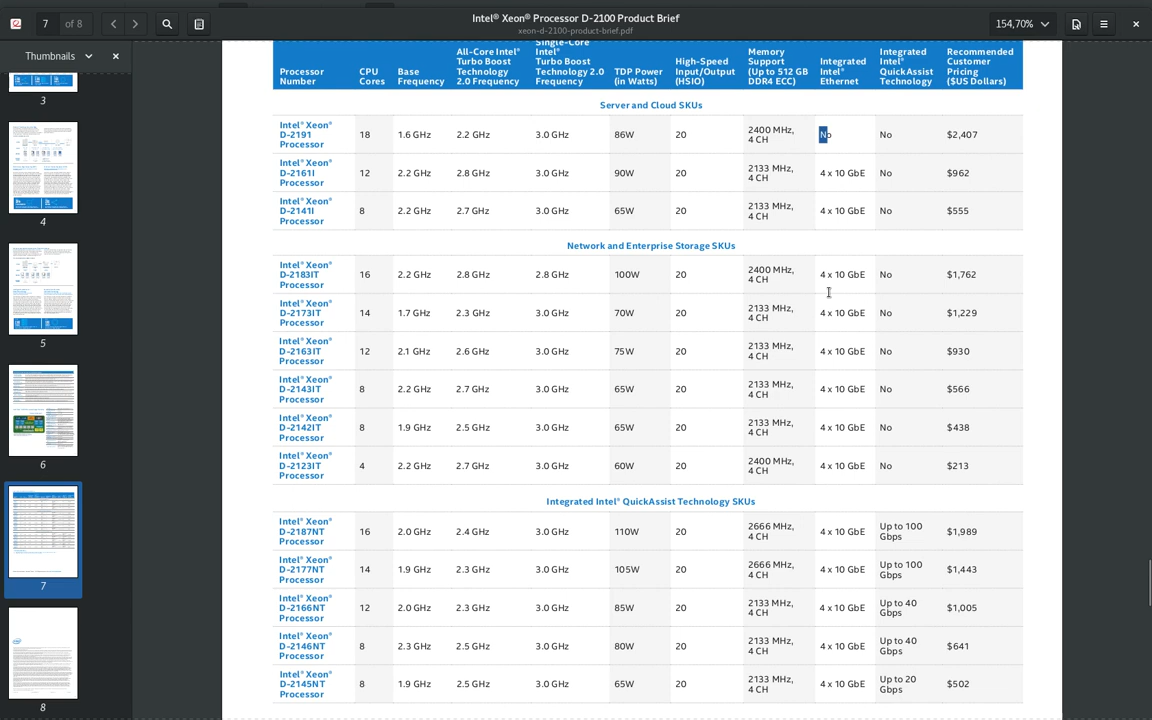 7 of 8
Intel® Xeon® Processor D-2100 Product Brief
xeon-d-2100-product-brief.pdf
154,70%
Thumbnails
3
4
5
6
7
8
Processor
Number
CPU
Cores
Base
Frequency
All-Core Intel®
Turbo Boost
Technology
2.0 Frequency
Single-Core
Intel®
Turbo Boost
Technology 2.0
Frequency
TDP Power
(in Watts)
High-Speed
Input/Output
(HSIO)
Memory
Support
(Up to 512 GB
DDR4 ECC)
Integrated
Intel®
Ethernet
Integrated
Intel®
QuickAssist
Technology
Recommended
Customer
Pricing
($US Dollars)
Server and Cloud SKUs
Intel® Xeon®
D-2191
Processor
18 1.6 GHz 2.2 GHz 3.0 GHz 86W 20 2400 MHz,
4 CH
No No $2,407
Intel® Xeon®
D-2161I
Processor
12 2.2 GHz 2.8 GHz 3.0 GHz 90W 20 2133 MHz,
4 CH
4 x 10 GbE No $962
Intel® Xeon®
D-2141I
Processor
8 2.2 GHz 2.7 GHz 3.0 GHz 65W 20 2133 MHz,
4 CH
4 x 10 GbE No $555
Network and Enterprise Storage SKUs
Intel® Xeon®
D-2183IT
Processor
16 2.2 GHz 2.8 GHz 2.8 GHz 100W 20 2400 MHz,
4 CH
4 x 10 GbE No $1,762
Intel® Xeon®
D-2173IT
Processor
14 1.7 GHz 2.3 GHz 3.0 GHz 70W 20 2133 MHz,
4 CH
4 x 10 GbE No $1,229
Intel® Xeon®
D-2163IT
Processor
12 2.1 GHz 2.6 GHz 3.0 GHz 75W 20 2133 MHz,
4 CH
4 x 10 GbE No $930
Intel® Xeon®
D-2143IT
Processor
8 2.2 GHz 2.7 GHz 3.0 GHz 65W 20 2133 MHz,
4 CH
4 x 10 GbE No $566
Intel® Xeon®
D-2142IT
Processor
8 1.9 GHz 2.5 GHz 3.0 GHz 65W 20 2133 MHz,
4 CH
4 x 10 GbE No $438
Intel® Xeon®
D-2123IT
Processor
4 2.2 GHz 2.7 GHz 3.0 GHz 60W 20 2400 MHz,
4 CH
4 x 10 GbE No $213
Integrated Intel® QuickAssist Technology SKUs
Intel® Xeon®
D-2187NT
Processor
16 2.0 GHz 2.4 GHz 3.0 GHz 110W 20 2666 MHz,
4 CH
4 x 10 GbE Up to 100
Gbps
$1,989
Intel® Xeon®
D-2177NT
Processor
14 1.9 GHz 2.3 GHz 3.0 GHz 105W 20 2666 MHz,
4 CH
4 x 10 GbE Up to 100
Gbps
$1,443
Intel® Xeon®
D-2166NT
Processor
12 2.0 GHz 2.3 GHz 3.0 GHz 85W 20 2133 MHz,
4 CH
4 x 10 GbE Up to 40
Gbps
$1,005
Intel® Xeon®
D-2146NT
Processor
8 2.3 GHz 2.5 GHz 3.0 GHz 80W 20 2133 MHz,
4 CH
4 x 10 GbE Up to 40
Gbps
$641
Intel® Xeon®
D-2145NT
Processor
8 1.9 GHz 2.5 GHz 3.0 GHz 65W 20 2133 MHz,
4 CH
4 x 10 GbE Up to 20
Gbps
$502